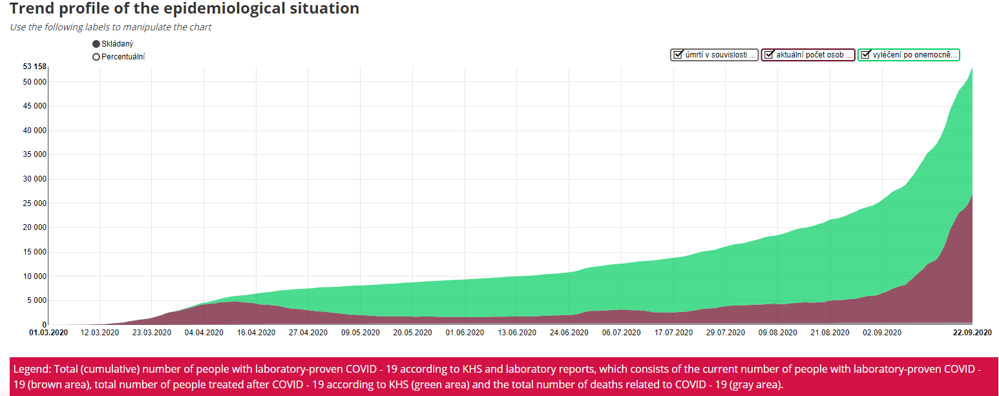 Trend profile of the epidemiological situation
Use the following labels to manipulate the chart
Skládaný
Percentuální
úmrtí v souvislosti ...
aktuální počet osob ...
vyléčení po onemocně...
53 158
50 000
45 000
40 000
35 000
30 000
25 000
20 000
15 000
10 000
5 000
0
01.03.2020 12.03.2020 23.03.2020 04.04.2020 16.04.2020 27.04.2020 09.05.2020 20.05.2020 01.06.2020 13.06.2020 24.06.2020 06.07.2020 17.07.2020 29.07.2020 09.08.2020 21.08.2020 02.09.2020 22.09.2020
Legend: Total (cumulative) number of people with laboratory-proven COVID - 19 according to KHS and laboratory reports, which consists of the current number of people with laboratory-proven COVID -
19 (brown area), total number of people treated after COVID - 19 according to KHS (green area) and the total number of deaths related to COVID - 19 (gray area).